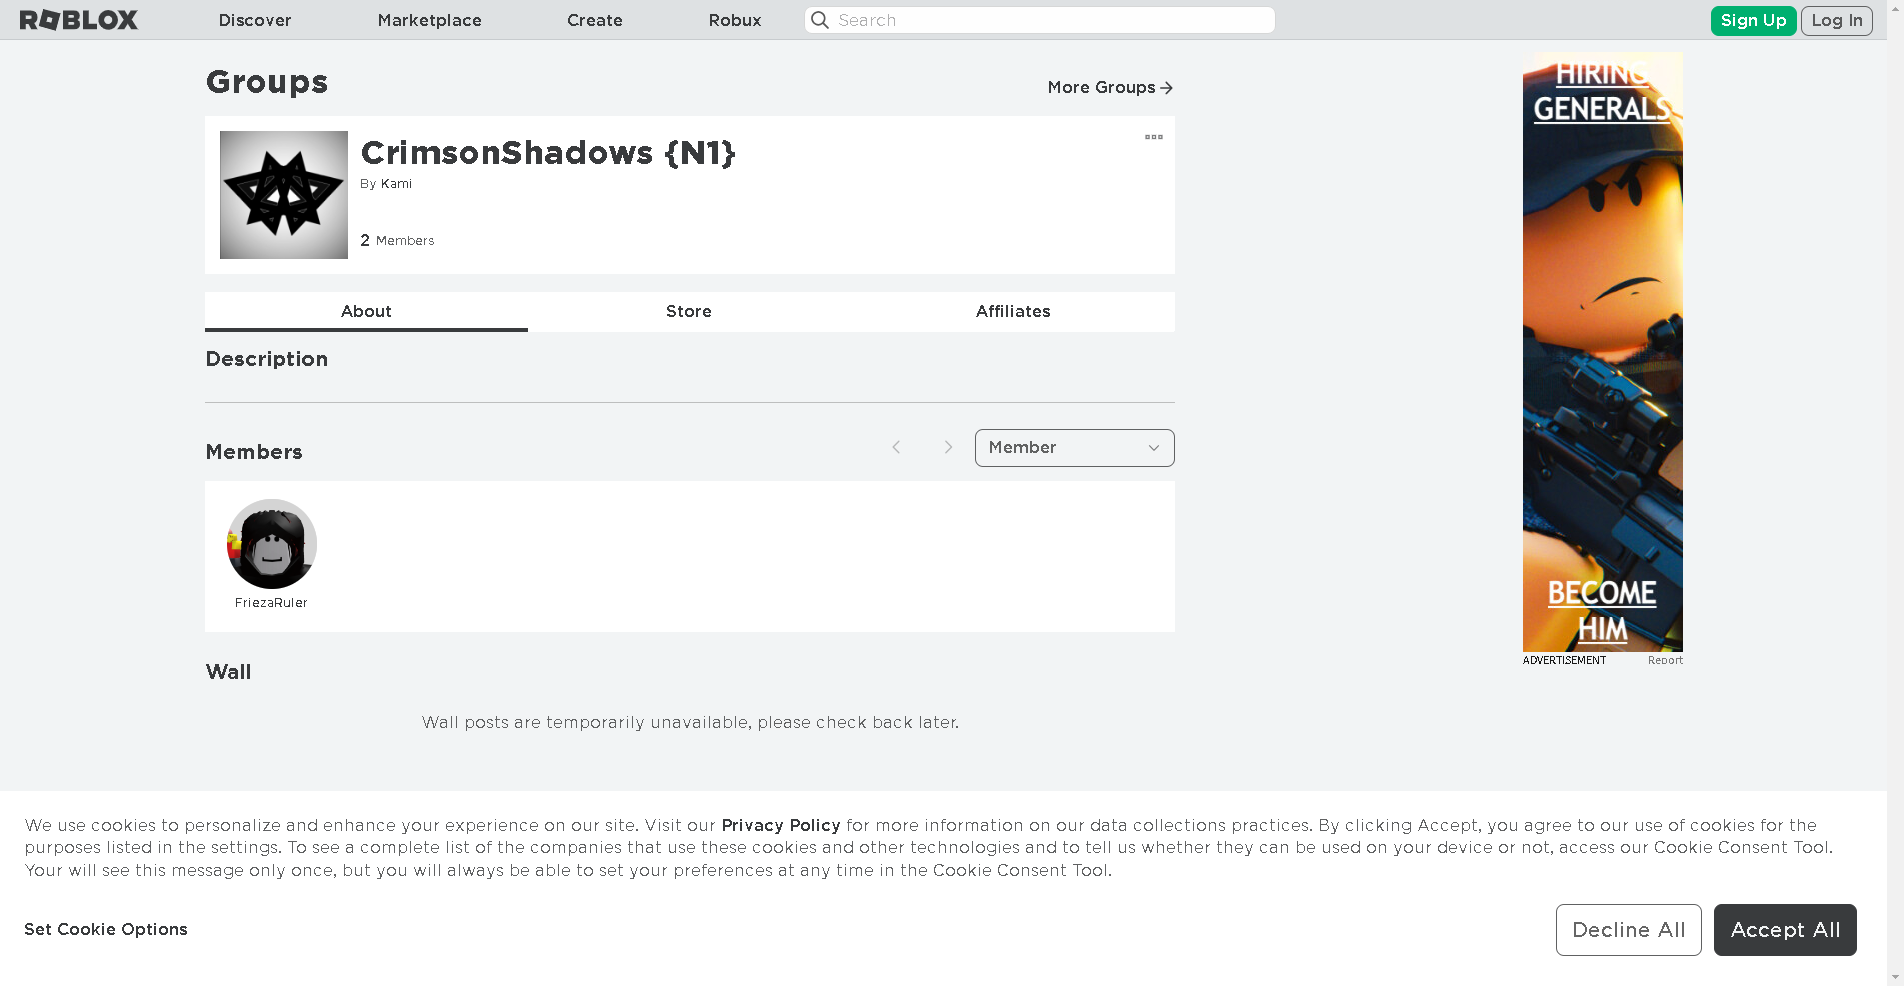 ROBLOX
Discover
Marketplace
Create
Robux
Search
Sign Up
Log In
Groups
More Groups
CrimsonShadows {N1}
By Kami
2 Members
About
Store
Affiliates
Description
Members
Member
FriezaRuler
Wall
Wall posts are temporarily unavailable, please check back later.
HIRING
GENERALS
BECOME
HIM
ADVERTISEMENT
Report
We use cookies to personalize and enhance your experience on our site. Visit our Privacy Policy for more information on our data collections practices. By clicking Accept, you agree to our use of cookies for the
purposes listed in the settings. To see a complete list of the companies that use these cookies and other technologies and to tell us whether they can be used on your device or not, access our Cookie Consent Tool.
Your will see this message only once, but you will always be able to set your preferences at any time in the Cookie Consent Tool.
Set Cookie Options
Decline All
Accept All